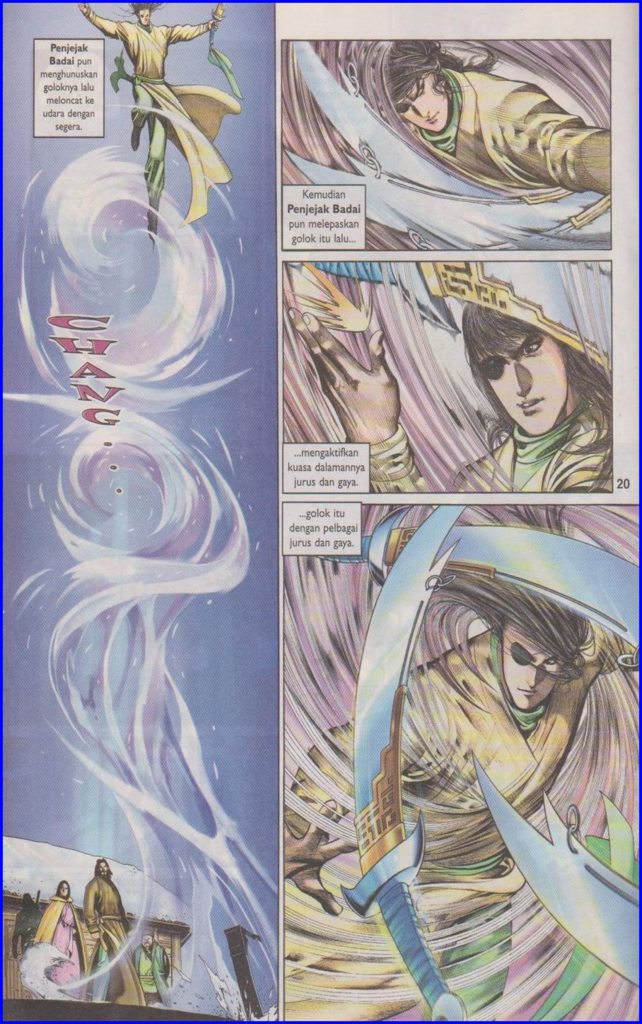 Penjejak
Badai pun
menghunuskan
goloknya lalu
meloncat ke
udara dengan
segera.
CHANG...
Kemudian
Penjejak Badai
pun melepaskan
golok itu lalu...
...mengaktifkan
kuasa dalamannya
jurus dan gaya.
20
...golok itu
dengan pelbagai
jurus dan gaya.